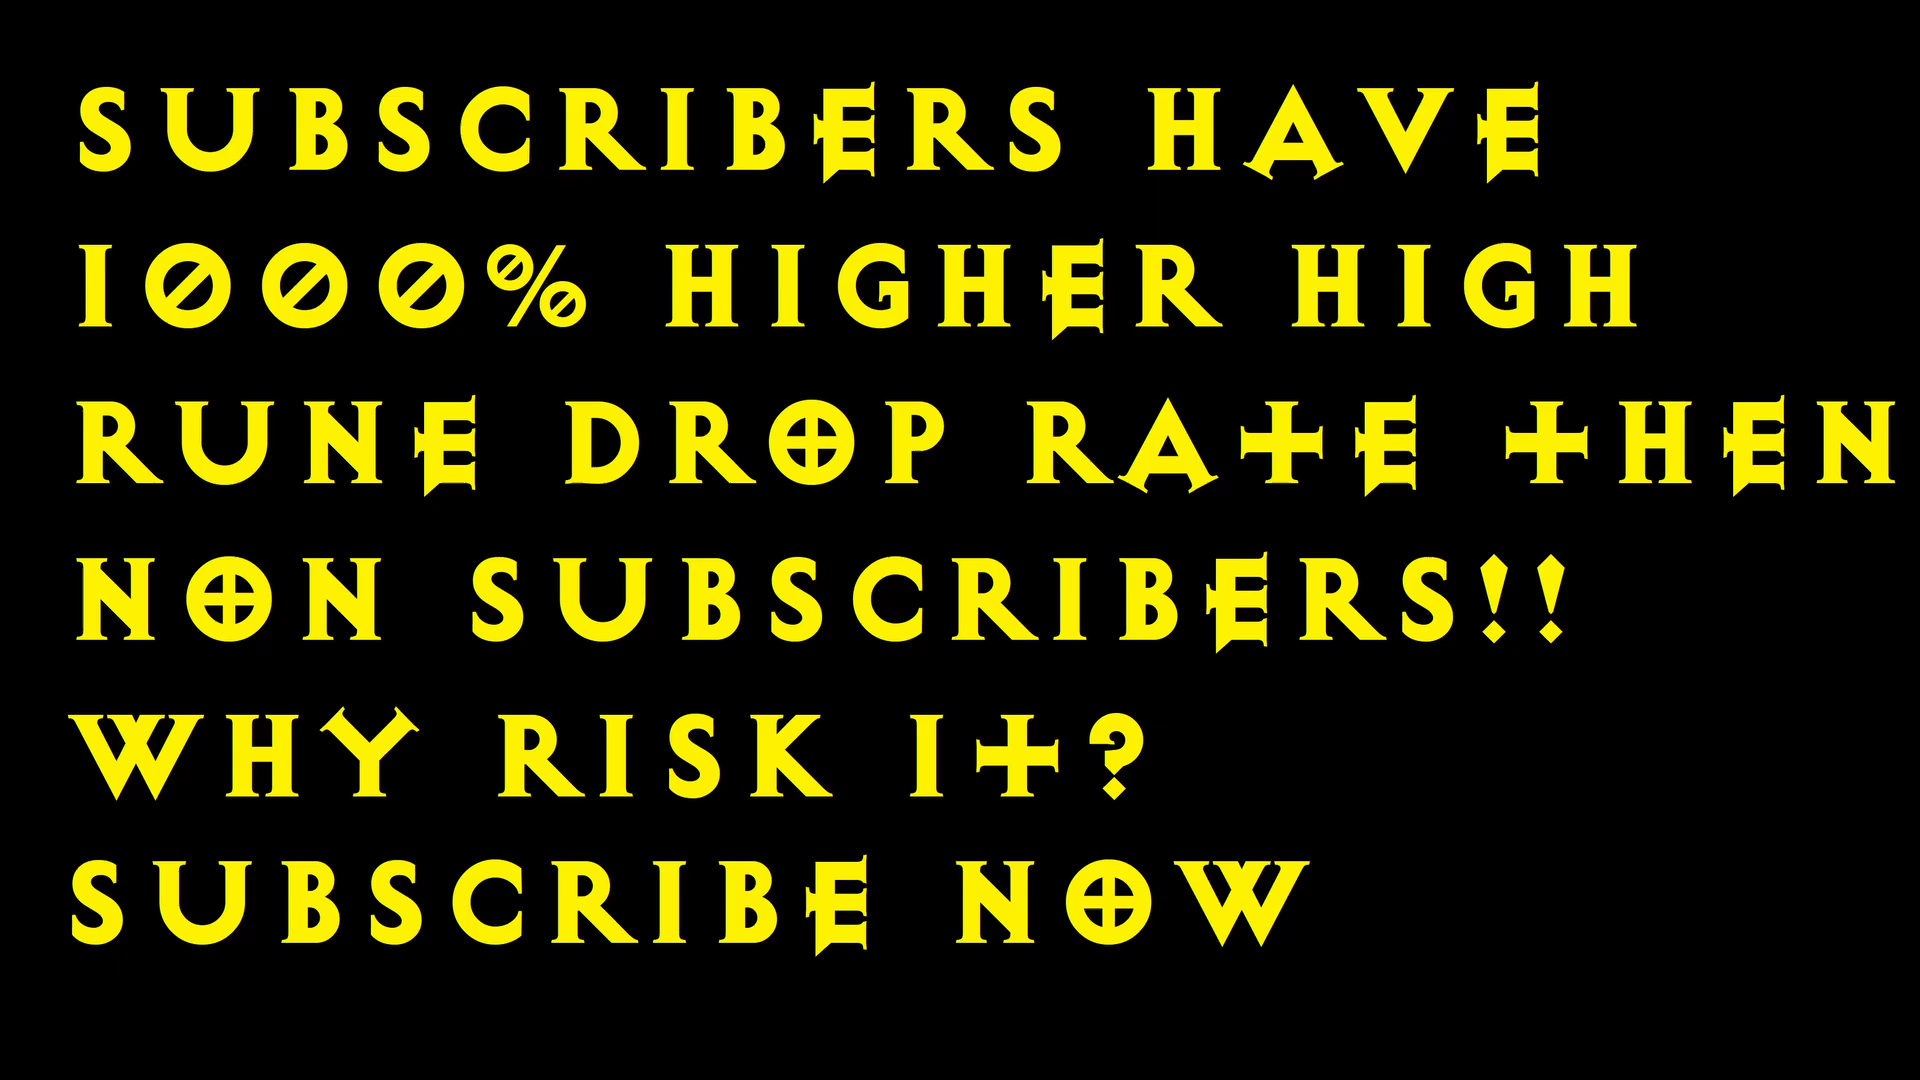 SUBSCRIBERS HAVE
1000% HIGHER HIGH
RUNE DROP RATE THEN
NON SUBSCRIBERS!!
WHY RISK IT?
SUBSCRIBE NOW